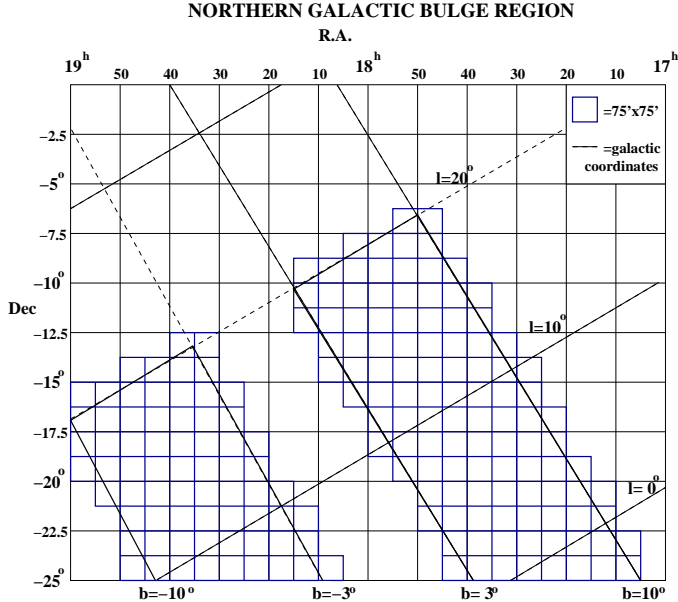 NORTHERN GALACTIC BULGE REGION
R.A.
19h 50 40 30 20 10 18h 50 40 30 20 10 17h
=75'x75'
−2.5
=galactic
coordinates
−5°
l=20°
−7.5
−10°
Dec
l=10°
−12.5
−15°
−17.5
−20°
l= 0°
−22.5
−25°
b=−10° b=−3° b= 3° b=10°